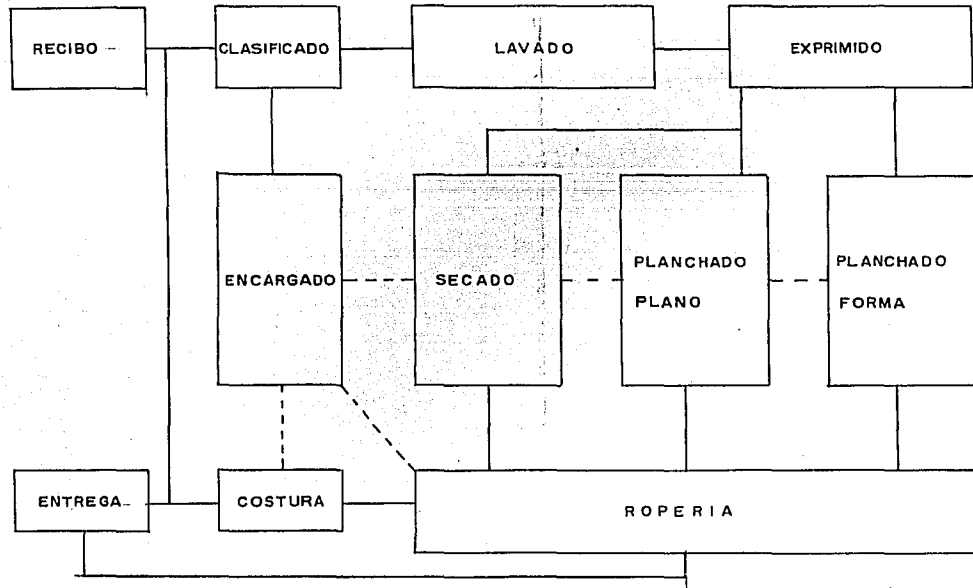 RECIBO
CLASIFICADO
LAVADO
EXPRIMIDO
ENCARGADO
SECADO
PLANCHADO
PLANO
PLANCHADO
FORMA
ENTREGA
COSTURA
ROPERIA